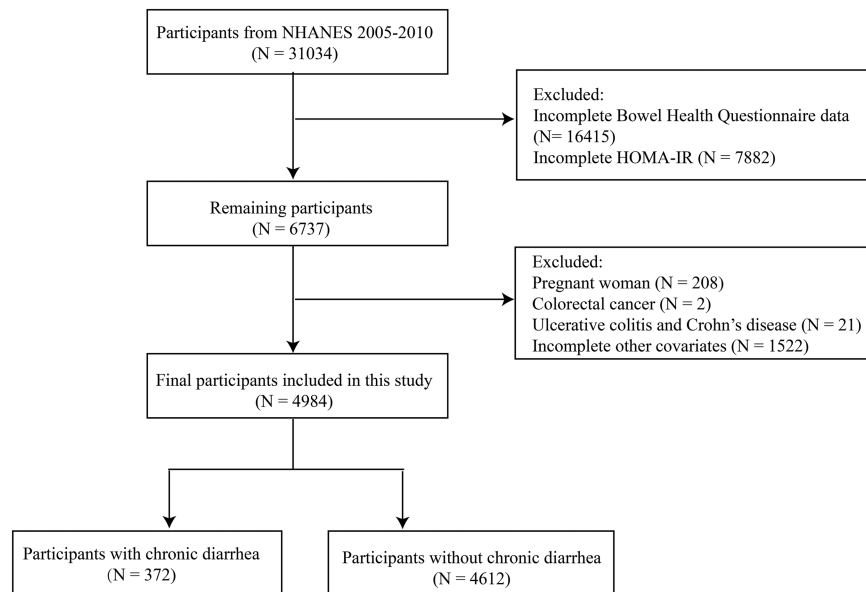 Participants from NHANES 2005-2010
(N = 31034)
Excluded:
Incomplete Bowel Health Questionnaire data
(N= 16415)
Incomplete HOMA-IR (N = 7882)
Remaining participants
(N = 6737)
Excluded:
Pregnant woman (N = 208)
Colorectal cancer (N = 2)
Ulcerative colitis and Crohn’s disease (N = 21)
Incomplete other covariates (N = 1522)
Final participants included in this study
(N = 4984)
Participants with chronic diarrhea
(N = 372)
Participants without chronic diarrhea
(N = 4612)